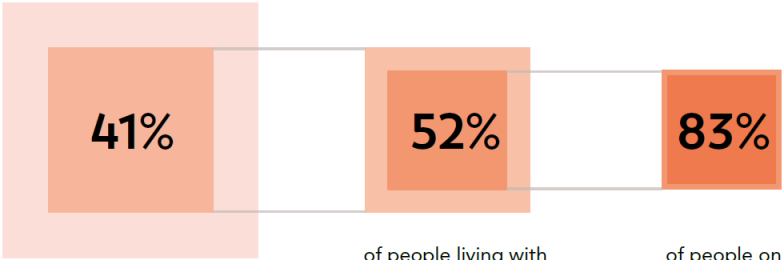 41%
52%
83%
of people living with
of people on